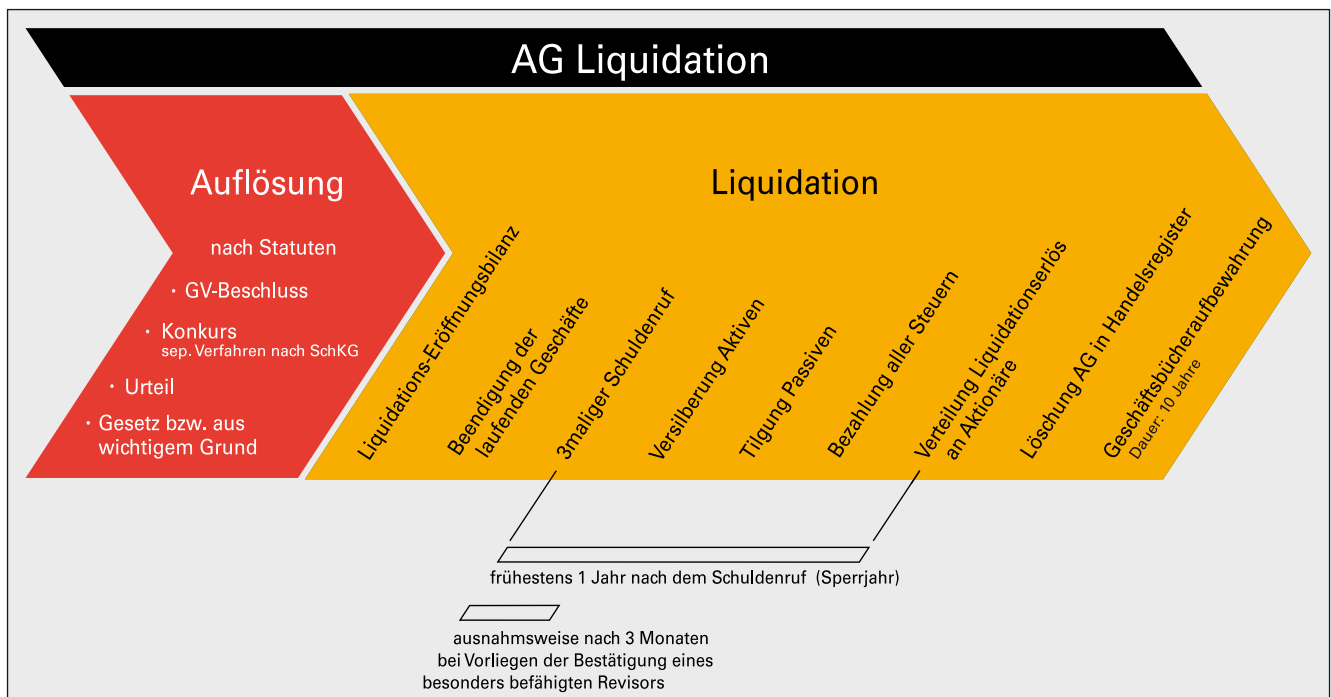 AG Liquidation
Auflösung
nach Statuten
· GV-Beschluss
· Konkurs
sep. Verfahren nach SchKG
· Urteil
· Gesetz bzw. aus
wichtigem Grund
Liquidation
Liquidations-Eröffnungsbilanz
Beendigung der
laufenden Geschäfte
3maliger Schuldenruf
Versilberung Aktiven
Tilgung Passiven
Bezahlung aller Steuern
Verteilung Liquidationserlös
an Aktionäre
Löschung AG in Handelsregister
Geschäftsbücheraufbewahrung
Dauer: 10 Jahre
frühestens 1 Jahr nach dem Schuldenruf (Sperrjahr)
ausnahmsweise nach 3 Monaten
bei Vorliegen der Bestätigung eines
besonders befähigten Revisors